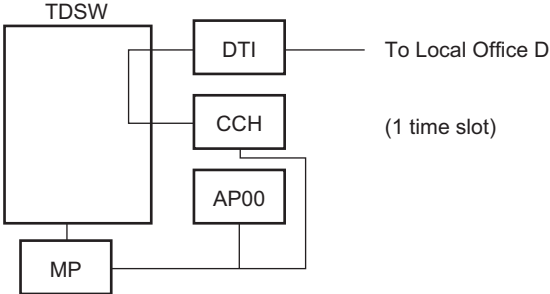 TDSW
DTI
To Local Office D
CCH
(1 time slot)
AP00
MP